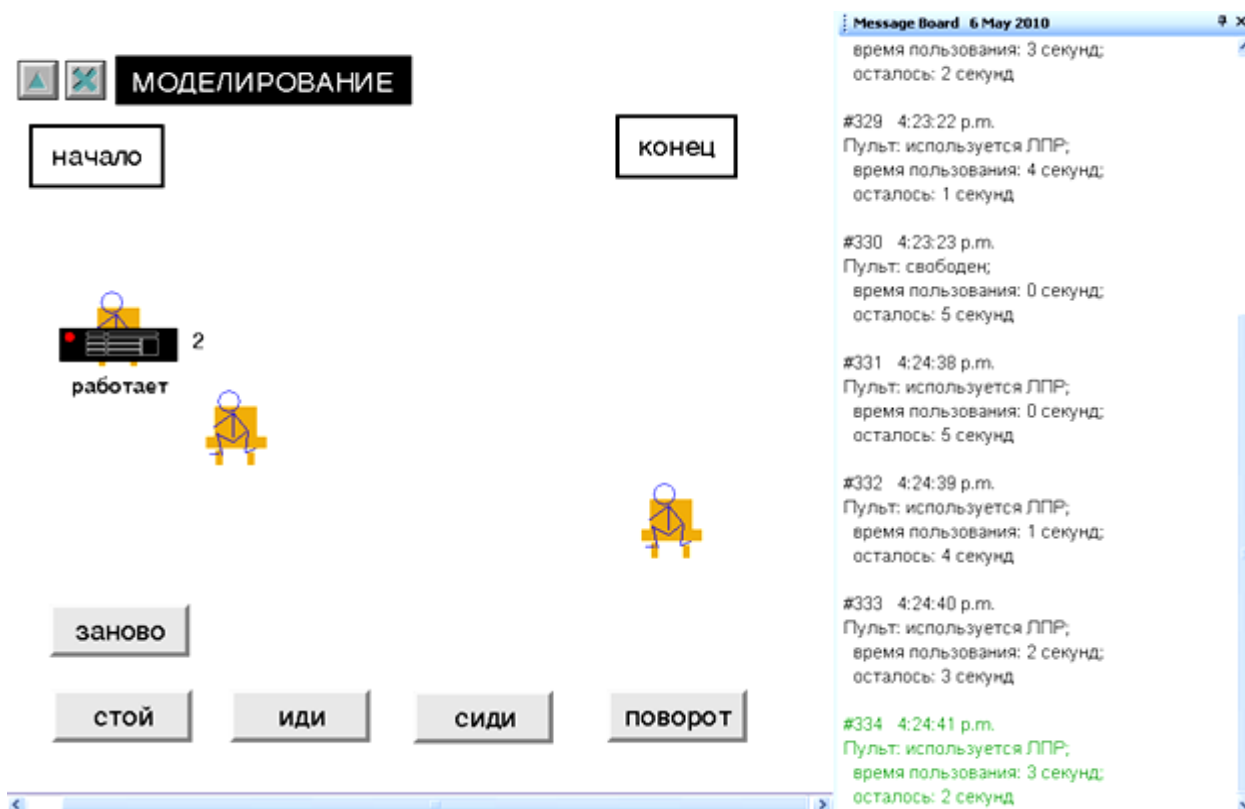 МОДЕЛИРОВАНИЕ
начало
конец
2
работает
заново
стой
иди
сиди
поворот
Message Board 6 May 2010
время пользования: 3 секунд;
осталось: 2 секунд
#329 4:23:22 p.m.
Пульт: используется ЛПР;
время пользования: 4 секунд;
осталось: 1 секунд
#330 4:23:23 p.m.
Пульт: свободен;
время пользования: 0 секунд;
осталось: 5 секунд
#331 4:24:38 p.m.
Пульт: используется ЛПР;
время пользования: 0 секунд;
осталось: 5 секунд
#332 4:24:39 p.m.
Пульт: используется ЛПР;
время пользования: 1 секунд;
осталось: 4 секунд
#333 4:24:40 p.m.
Пульт: используется ЛПР;
время пользования: 2 секунд;
осталось: 3 секунд
#334 4:24:41 p.m.
Пульт: используется ЛПР;
время пользования: 3 секунд;
осталось: 2 секунд